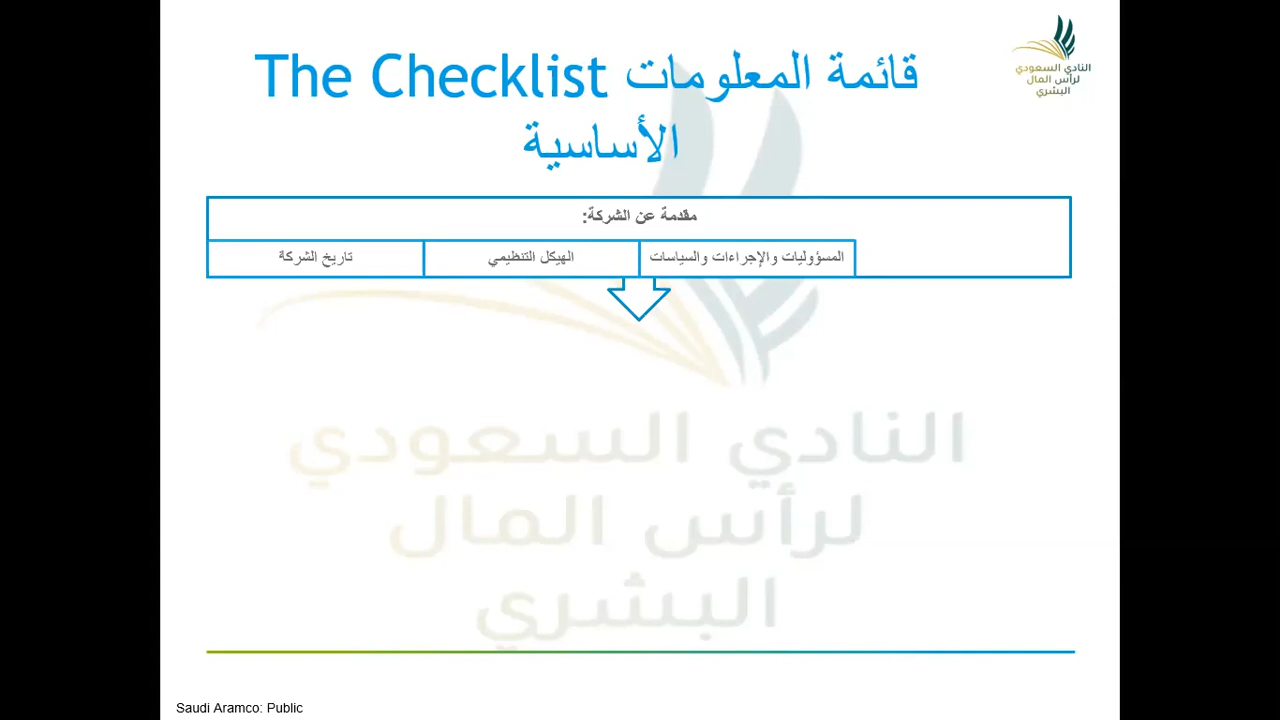 قائمة المعلومات The Checklist
الأساسية
النادي السعودي
لرأس المال
البشري
مقدمة عن الشركة:
المسؤوليات والإجراءات والسياسات
الهيكل التنظيمي
تاريخ الشركة
النادي السعودي
لرأس المال
البشري
Saudi Aramco: Public